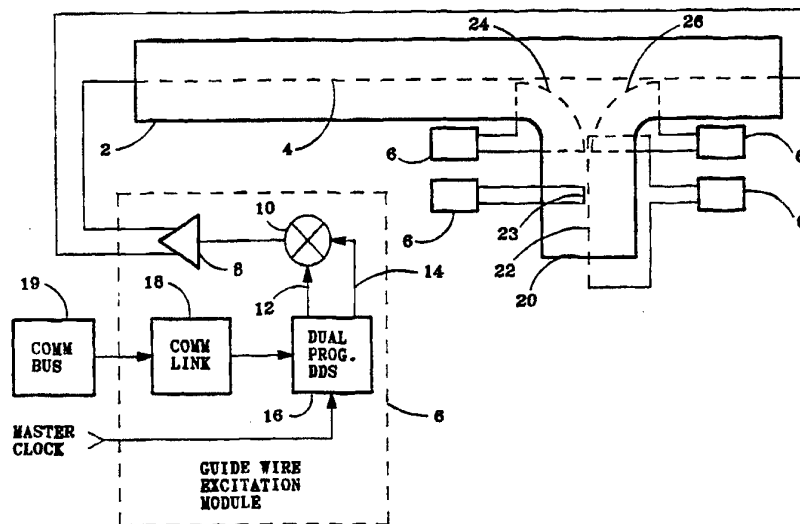 24
26
2
4
6
6
6
6
23
22
20
10
8
12
14
19
18
COMM
BUS
COMM
LINK
DUAL
PROG.
DDS
16
6
MASTER
CLOCK
GUIDE WIRE
EXCITATION
MODULE